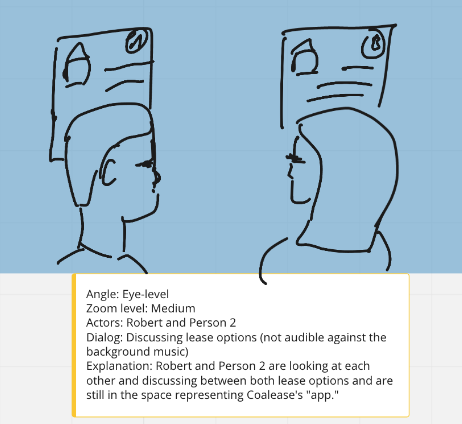 Angle: Eye-level
Zoom level: Medium
Actors: Robert and Person 2
Dialog: Discussing lease options (not audible against the
background music)
Explanation: Robert and Person 2 are looking at each
other and discussing between both lease options and are
still in the space representing Coalease's "app."